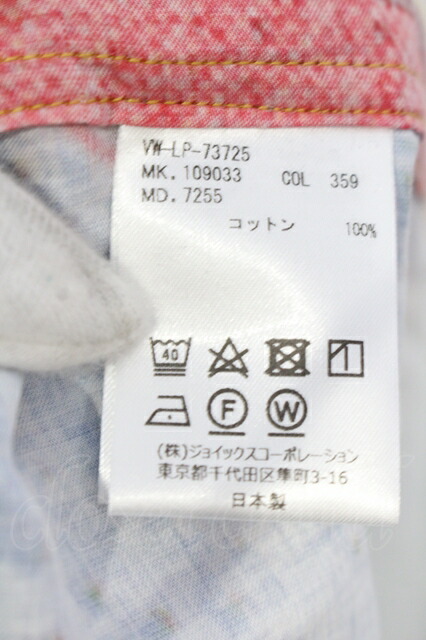 VW-LP-73725
MK. 109033 COL 359
MD. 7255
コットン 100%
40
F W
(株)ジョイックスコーポレーション
東京都千代田区隼町3-16
日本製